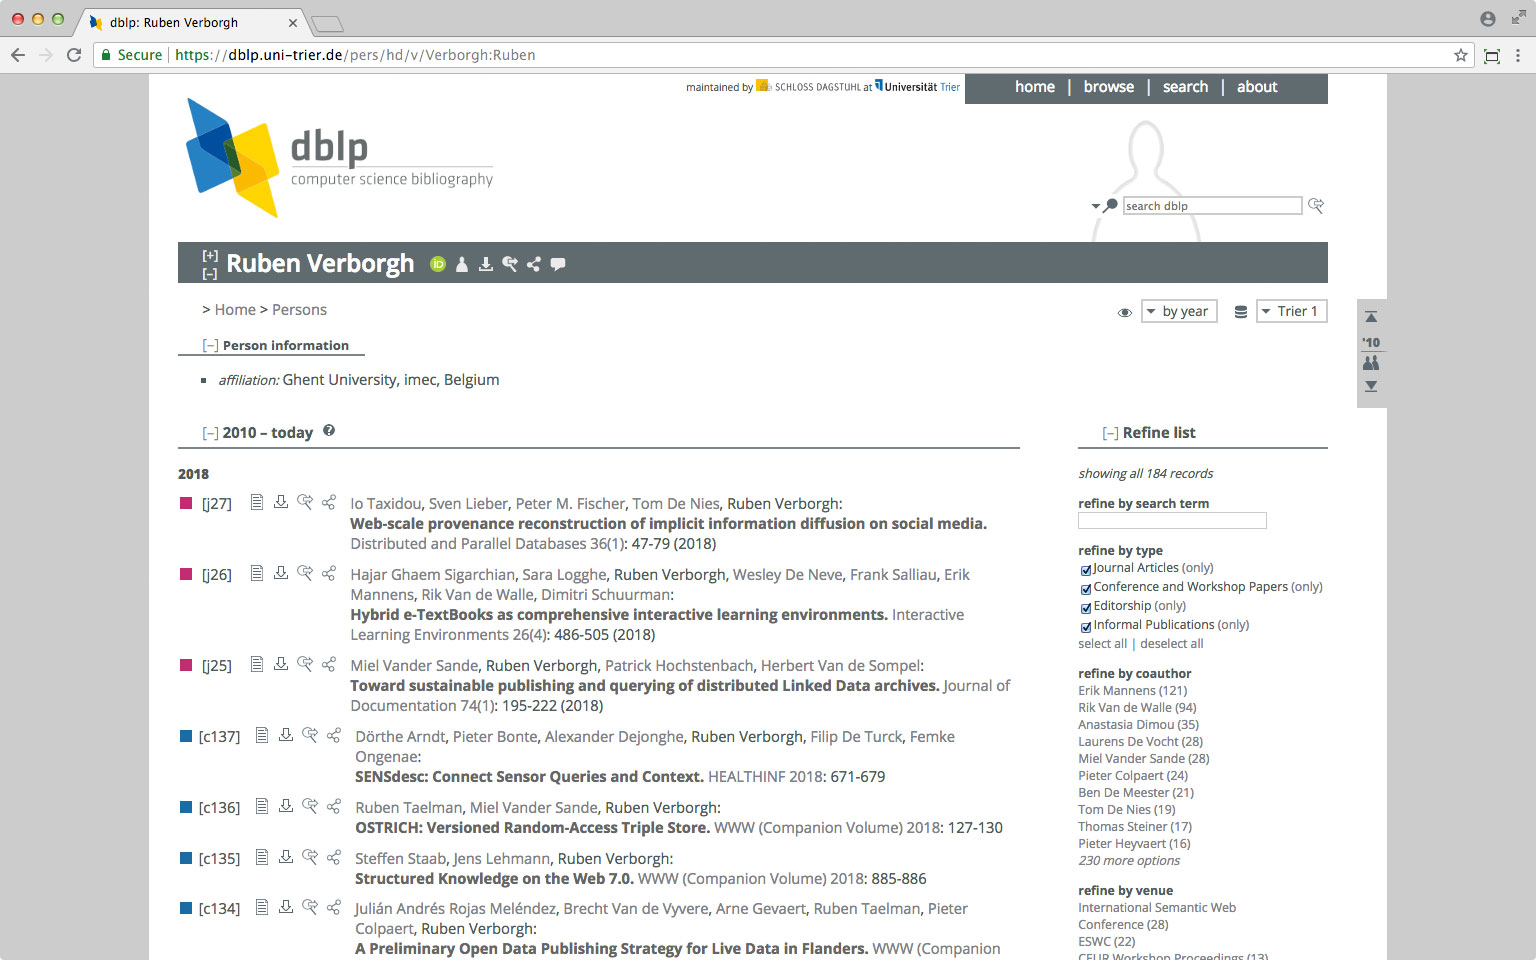 dblp: Ruben Verborgh
Secure https://dblp.uni-trier.de/pers/hd/v/Verborgh:Ruben
maintained by SCHLOSS DAGSTUHL at Universität Trier
home | browse | search | about
dblp
computer science bibliography
search dblp
[+]
[–]
Ruben Verborgh
iD
> Home > Persons
by year
Trier 1
'10
[–] Person information
affiliation: Ghent University, imec, Belgium
[–] 2010 – today ?
2018
[j27] Io Taxidou, Sven Lieber, Peter M. Fischer, Tom De Nies, Ruben Verborgh:
Web-scale provenance reconstruction of implicit information diffusion on social media.
Distributed and Parallel Databases 36(1): 47-79 (2018)
[j26] Hajar Ghaem Sigarchian, Sara Logghe, Ruben Verborgh, Wesley De Neve, Frank Salliau, Erik
Mannens, Rik Van de Walle, Dimitri Schuurman:
Hybrid e-TextBooks as comprehensive interactive learning environments. Interactive
Learning Environments 26(4): 486-505 (2018)
[j25] Miel Vander Sande, Ruben Verborgh, Patrick Hochstenbach, Herbert Van de Sompel:
Toward sustainable publishing and querying of distributed Linked Data archives. Journal of
Documentation 74(1): 195-222 (2018)
[c137] Dörthe Arndt, Pieter Bonte, Alexander Dejonghe, Ruben Verborgh, Filip De Turck, Femke
Ongenae:
SENSdesc: Connect Sensor Queries and Context. HEALTHINF 2018: 671-679
[c136] Ruben Taelman, Miel Vander Sande, Ruben Verborgh:
OSTRICH: Versioned Random-Access Triple Store. WWW (Companion Volume) 2018: 127-130
[c135] Steffen Staab, Jens Lehmann, Ruben Verborgh:
Structured Knowledge on the Web 7.0. WWW (Companion Volume) 2018: 885-886
[c134] Julián Andrés Rojas Meléndez, Brecht Van de Vyvere, Arne Gevaert, Ruben Taelman, Pieter
Colpaert, Ruben Verborgh:
A Preliminary Open Data Publishing Strategy for Live Data in Flanders. WWW (Companion
[–] Refine list
showing all 184 records
refine by search term
refine by type
Journal Articles (only)
Conference and Workshop Papers (only)
Editorship (only)
Informal Publications (only)
select all | deselect all
refine by coauthor
Erik Mannens (121)
Rik Van de Walle (94)
Anastasia Dimou (35)
Laurens De Vocht (28)
Miel Vander Sande (28)
Pieter Colpaert (24)
Ben De Meester (21)
Tom De Nies (19)
Thomas Steiner (17)
Pieter Heyvaert (16)
230 more options
refine by venue
International Semantic Web
Conference (28)
ESWC (22)
CEUR Workshop Proceedings (13)